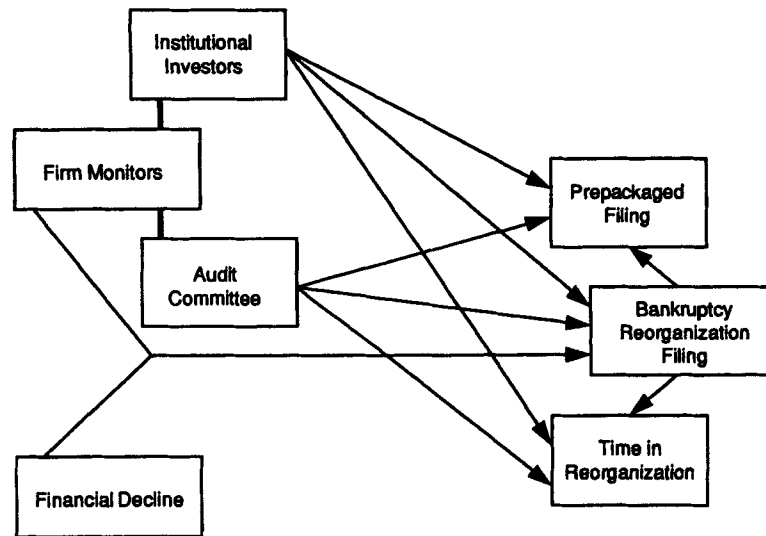 Institutional
Investors
Firm Monitors
Prepackaged
Filing
Audit
Committee
Bankruptcy
Reorganization
Filing
Time in
Reorganization
Financial Decline